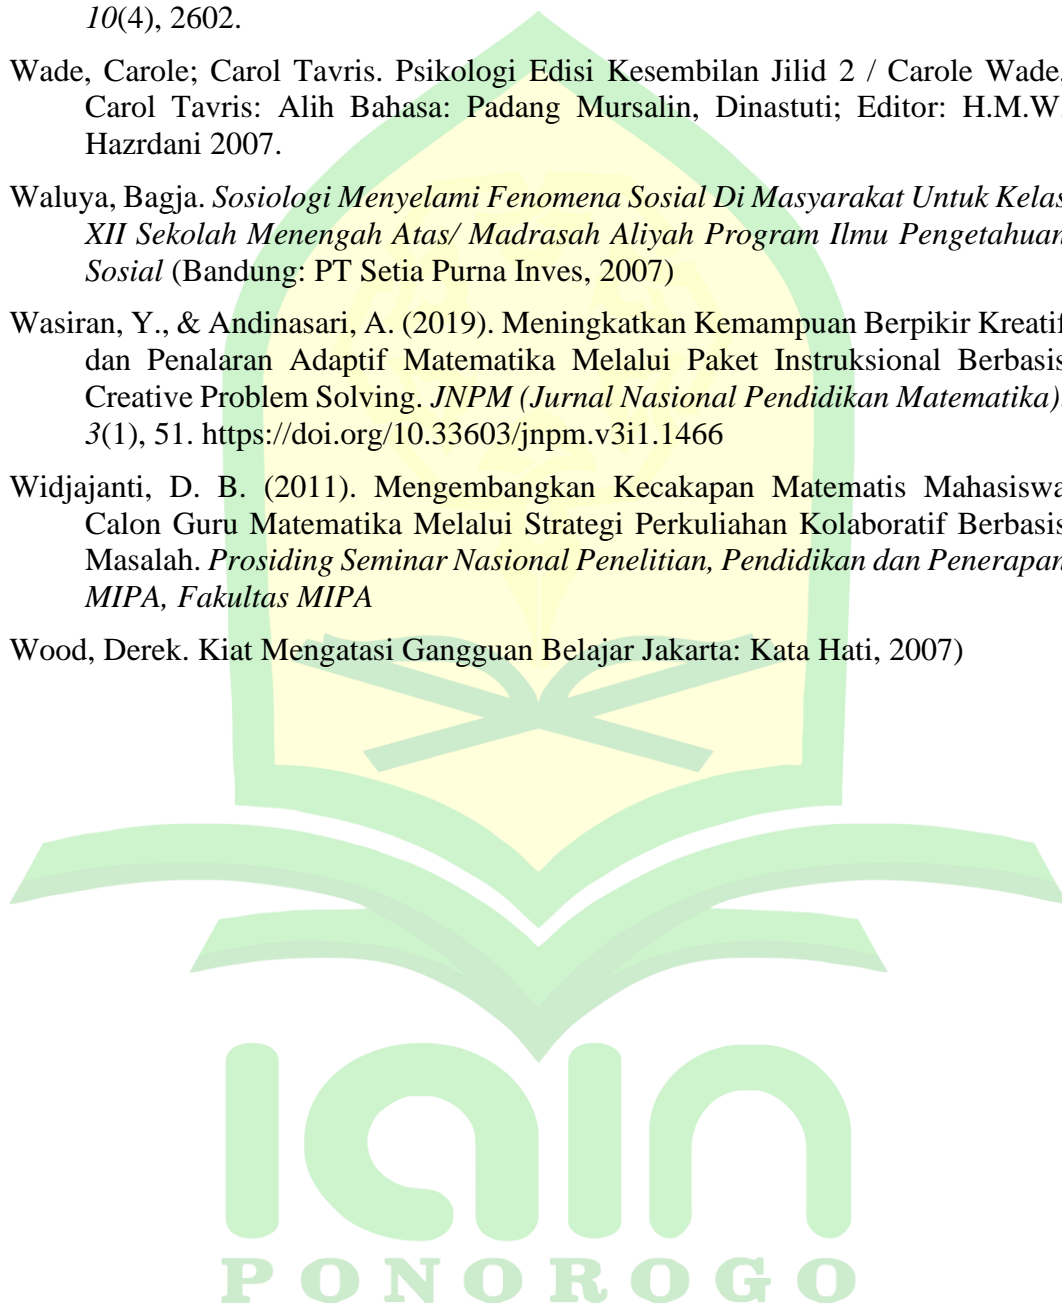 10(4), 2602.
Wade, Carole; Carol Tavris. Psikologi Edisi Kesembilan Jilid 2 / Carole Wade,
Carol Tavris: Alih Bahasa: Padang Mursalin, Dinastuti; Editor: H.M.W.
Hazrdani 2007.
Waluya, Bagja. Sosiologi Menyelami Fenomena Sosial Di Masyarakat Untuk Kelas
XII Sekolah Menengah Atas/ Madrasah Aliyah Program Ilmu Pengetahuan
Sosial (Bandung: PT Setia Purna Inves, 2007)
Wasiran, Y., & Andinasari, A. (2019). Meningkatkan Kemampuan Berpikir Kreatif
dan Penalaran Adaptif Matematika Melalui Paket Instruksional Berbasis
Creative Problem Solving. JNPM (Jurnal Nasional Pendidikan Matematika),
3(1), 51. https://doi.org/10.33603/jnpm.v3i1.1466
Widjajanti, D. B. (2011). Mengembangkan Kecakapan Matematis Mahasiswa
Calon Guru Matematika Melalui Strategi Perkuliahan Kolaboratif Berbasis
Masalah. Prosiding Seminar Nasional Penelitian, Pendidikan dan Penerapan
MIPA, Fakultas MIPA
Wood, Derek. Kiat Mengatasi Gangguan Belajar Jakarta: Kata Hati, 2007)
iain
PONOROGO